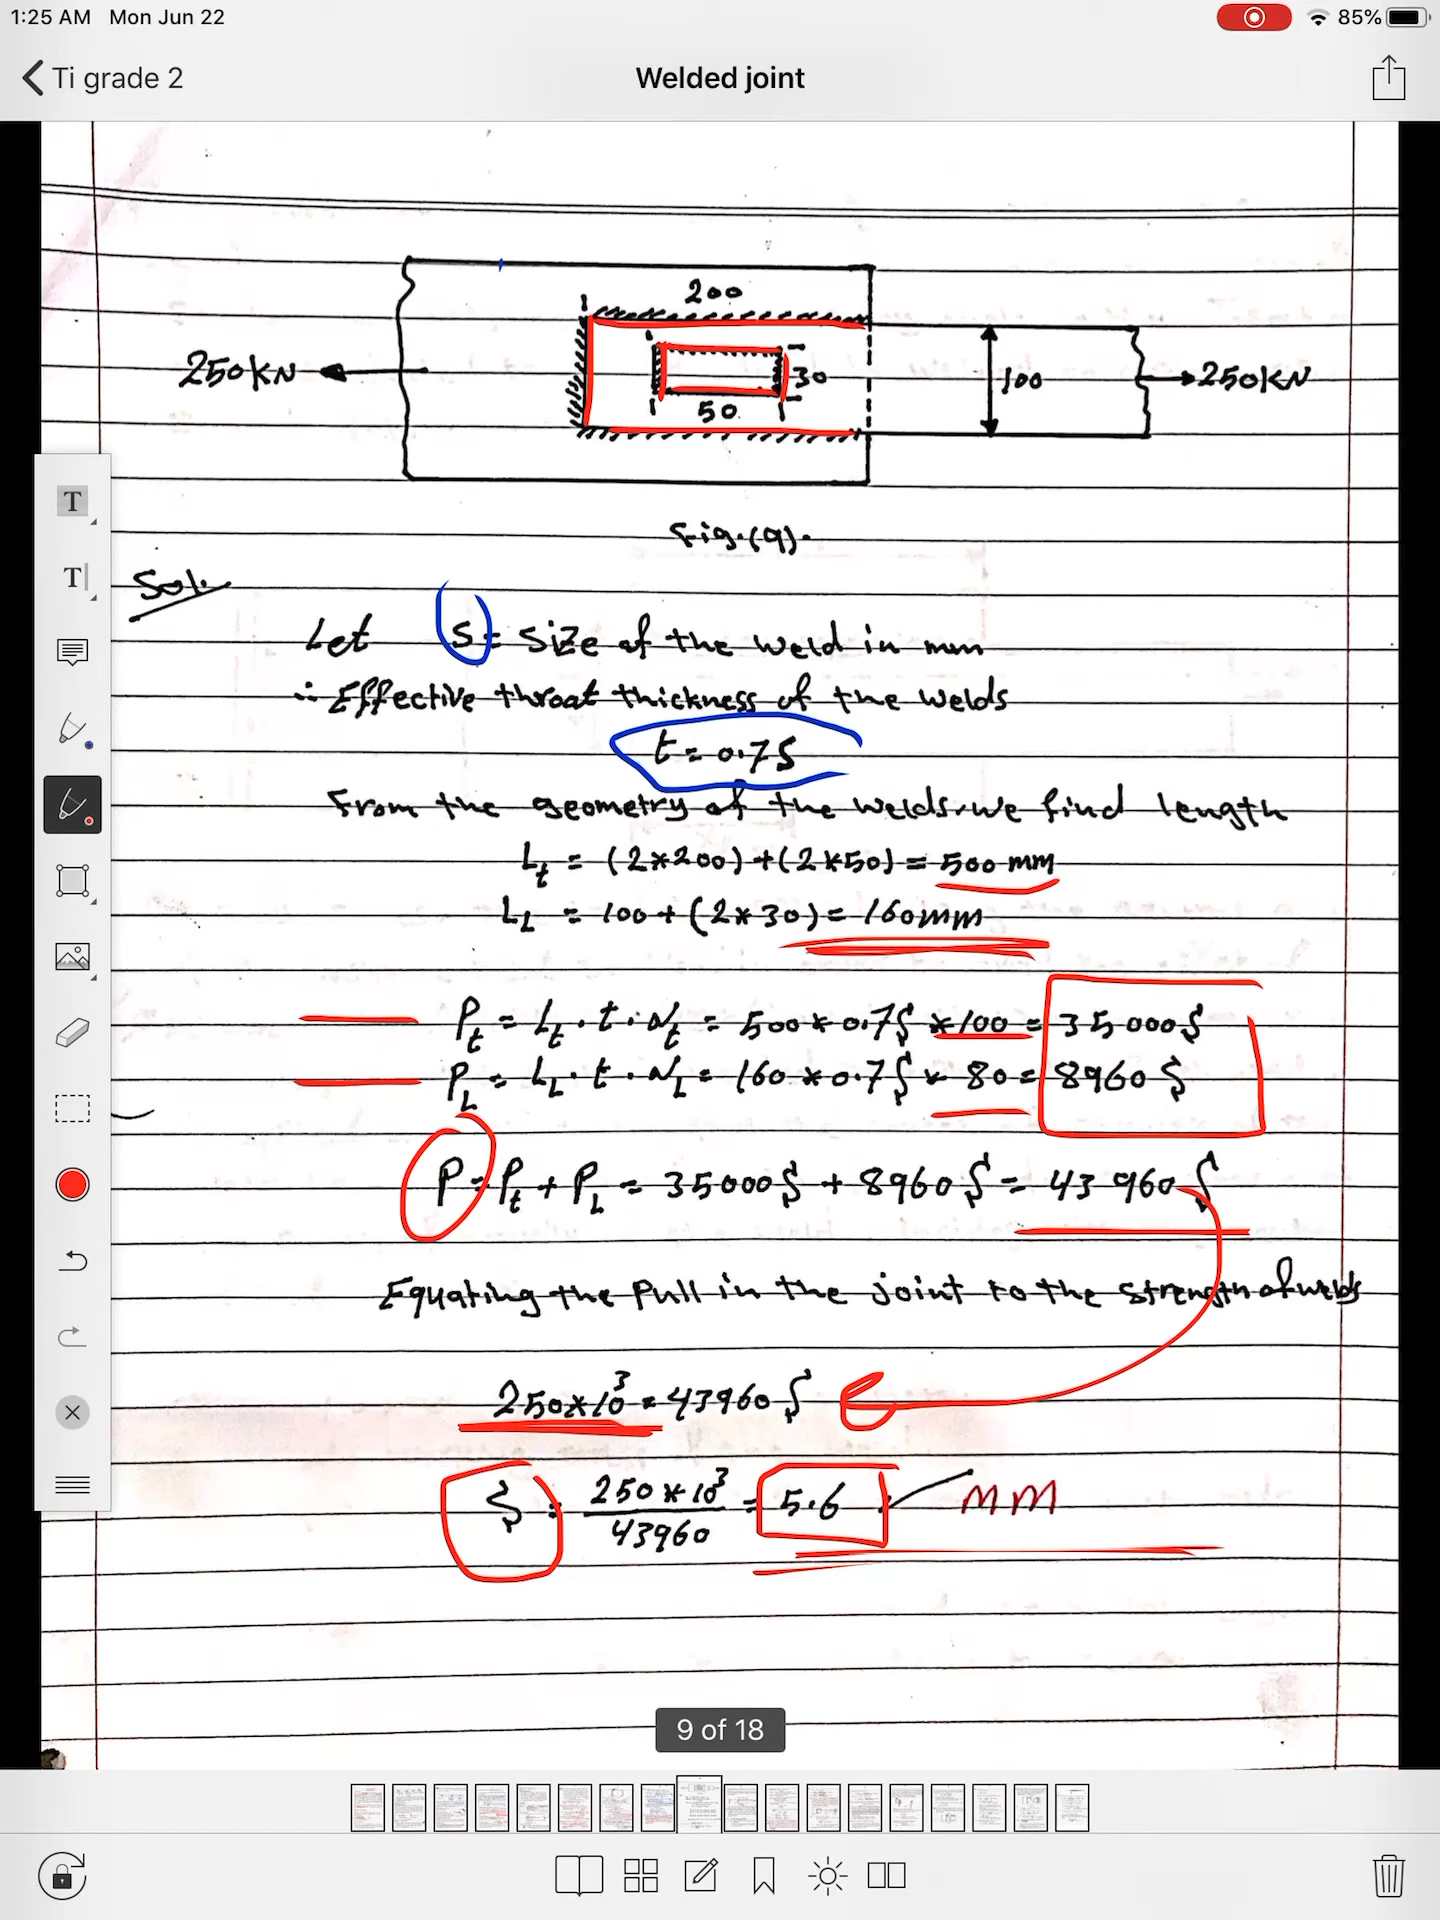 1:25 AM Mon Jun 22 85%
Ti grade 2 Welded joint
200
250KN 30 100 250KN
50
Fig.(9).
Sol.
Let S = Size of the weld in mm
∴ Effective throat thickness of the welds
t = 0.7S
From the geometry of the welds, we find length
Lt = (2*200)+(2*50) = 500 mm
LL = 100 + (2*30) = 160mm
Pt = Lt . t . Nt = 500*0.7S *100 = 35000S
PL = LL . t . NL = 160*0.7S * 80 = 8960 S
P = Pt + PL = 35000S + 8960S = 43960 S
Equating the Pull in the joint to the strength of welds
250*10³ = 43960 S
S = 250*10³ / 43960 = 5.6 mm
9 of 18
T
T